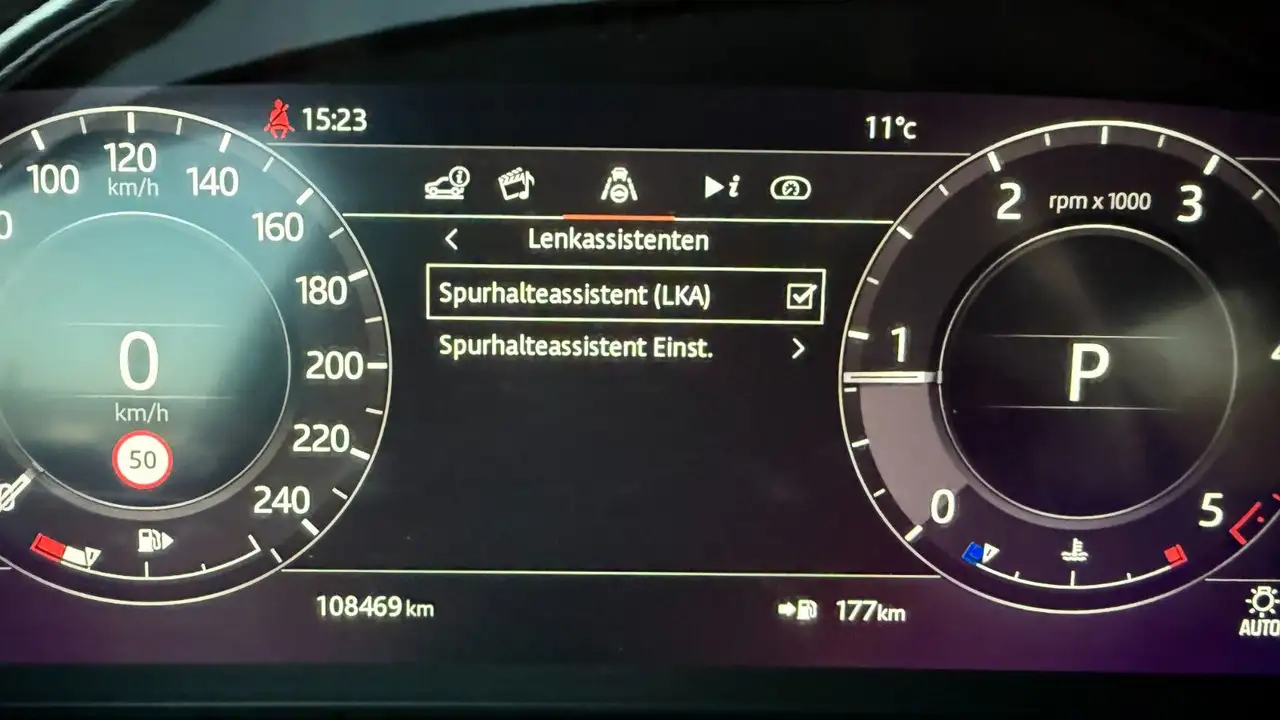 15:23
11°c
100
120
km/h
140
160
180
200
220
240
0
km/h
50
Lenkassistenten
Spurhalteassistent (LKA)
Spurhalteassistent Einst.
2
rpm x 1000
3
1
P
0
5
108469 km
177km
AUTO